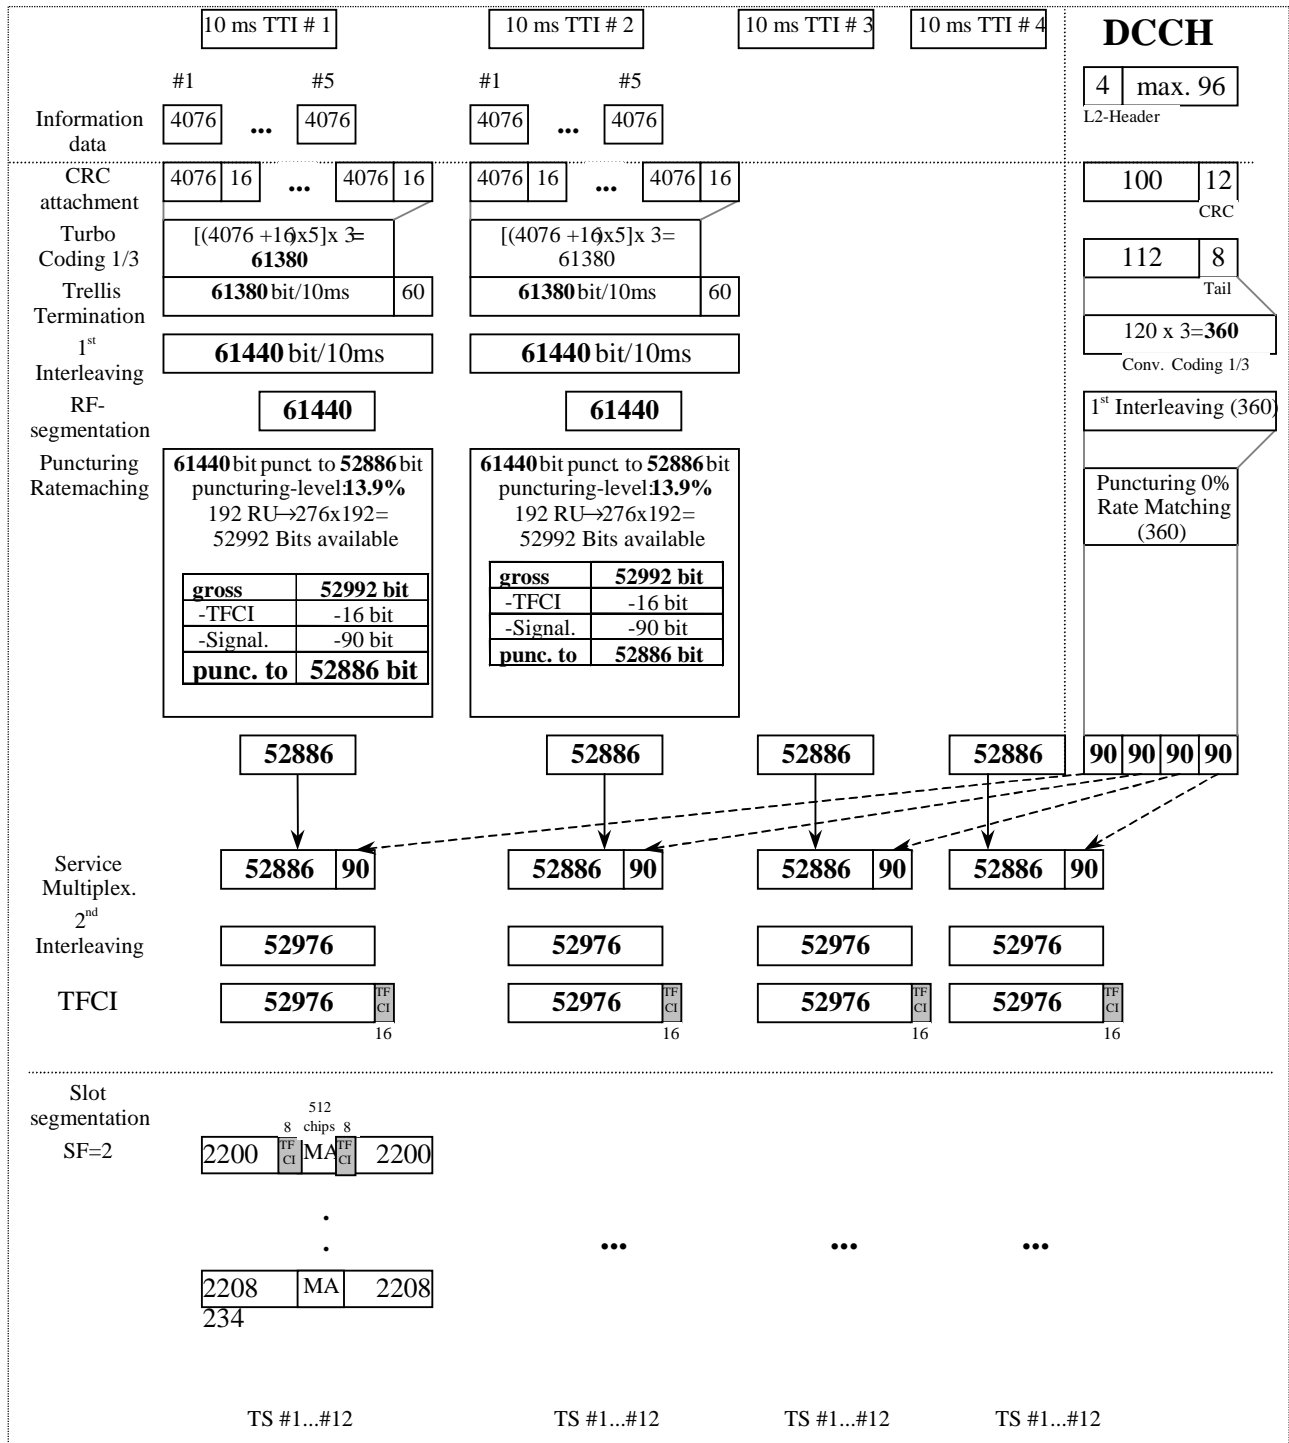 10 ms TTI # 1
10 ms TTI # 2
10 ms TTI # 3
10 ms TTI # 4
DCCH
#1 #5
#1 #5
4 max. 96
L2-Header
Information
data
4076 ... 4076
4076 ... 4076
CRC
attachment
4076 16 ... 4076 16
4076 16 ... 4076 16
100 12
CRC
Turbo
Coding 1/3
[(4076 +16)x5]x 3=
61380
[(4076 +16)x5]x 3=
61380
112 8
Tail
Trellis
Termination
61380 bit/10ms 60
61380 bit/10ms 60
120 x 3=360
Conv. Coding 1/3
1st
Interleaving
61440 bit/10ms
61440 bit/10ms
RF-
segmentation
61440
61440
1st Interleaving (360)
Puncturing
Ratemaching
61440 bit punct. to 52886 bit
puncturing-level:13.9%
192 RU→276x192=
52992 Bits available
gross 52992 bit
-TFCI -16 bit
-Signal. -90 bit
punc. to 52886 bit
61440 bit punct. to 52886 bit
puncturing-level:13.9%
192 RU→276x192=
52992 Bits available
gross 52992 bit
-TFCI -16 bit
-Signal. -90 bit
punc. to 52886 bit
Puncturing 0%
Rate Matching
(360)
52886 52886 52886 52886 90 90 90 90
Service
Multiplex.
52886 90 52886 90 52886 90 52886 90
2nd
Interleaving
52976 52976 52976 52976
TFCI
52976 TF CI 52976 TF CI 52976 TF CI 52976 TF CI
16 16 16 16
Slot
segmentation
SF=2
512
8 chips 8
2200 TF CI MA TF CI 2200
.
.
... ... ...
2208 MA 2208
234
TS #1...#12 TS #1...#12 TS #1...#12 TS #1...#12